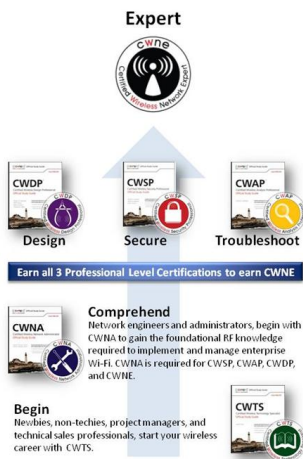 Expert
cwne
Certified Wireless Network Expert
CWDP
CWSP
CWAP
Design
Secure
Troubleshoot
Earn all 3 Professional Level Certifications to earn CWNE
CWNA
Comprehend
Network engineers and administrators, begin with
CWNA to gain the foundational RF knowledge
required to implement and manage enterprise
Wi-Fi. CWNA is required for CWSP, CWAP, CWDP,
and CWNE.
Begin
Newbies, non-techies, project managers, and
technical sales professionals, start your wireless
career with CWTS.
CWTS